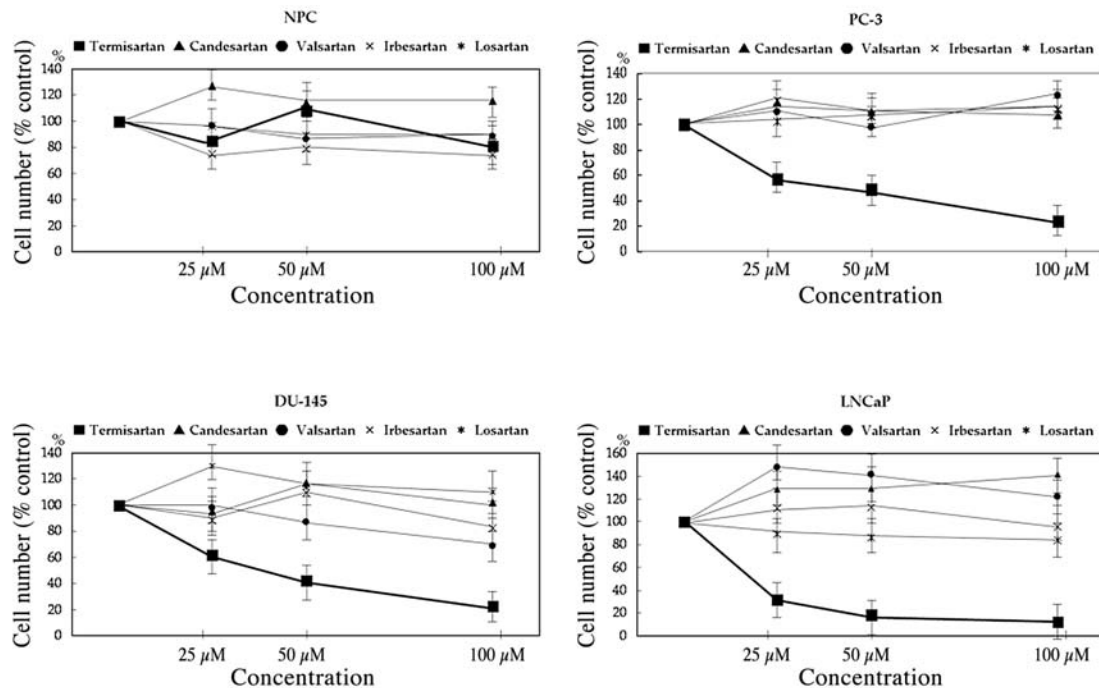 NPC
■ Termisartan ▲ Candesartan ● Valsartan × Irbesartan * Losartan
%
140
120
100
80
60
40
20
0
Cell number (% control)
25 µM 50 µM 100 µM
Concentration
PC-3
■ Termisartan ▲ Candesartan ● Valsartan × Irbesartan * Losartan
%
140
120
100
80
60
40
20
0
Cell number (% control)
25 µM 50 µM 100 µM
Concentration
DU-145
■ Termisartan ▲ Candesartan ● Valsartan × Irbesartan * Losartan
%
140
120
100
80
60
40
20
0
Cell number (% control)
25 µM 50 µM 100 µM
Concentration
LNCaP
■ Termisartan ▲ Candesartan ● Valsartan × Irbesartan * Losartan
%
160
140
120
100
80
60
40
20
0
Cell number (% control)
25 µM 50 µM 100 µM
Concentration